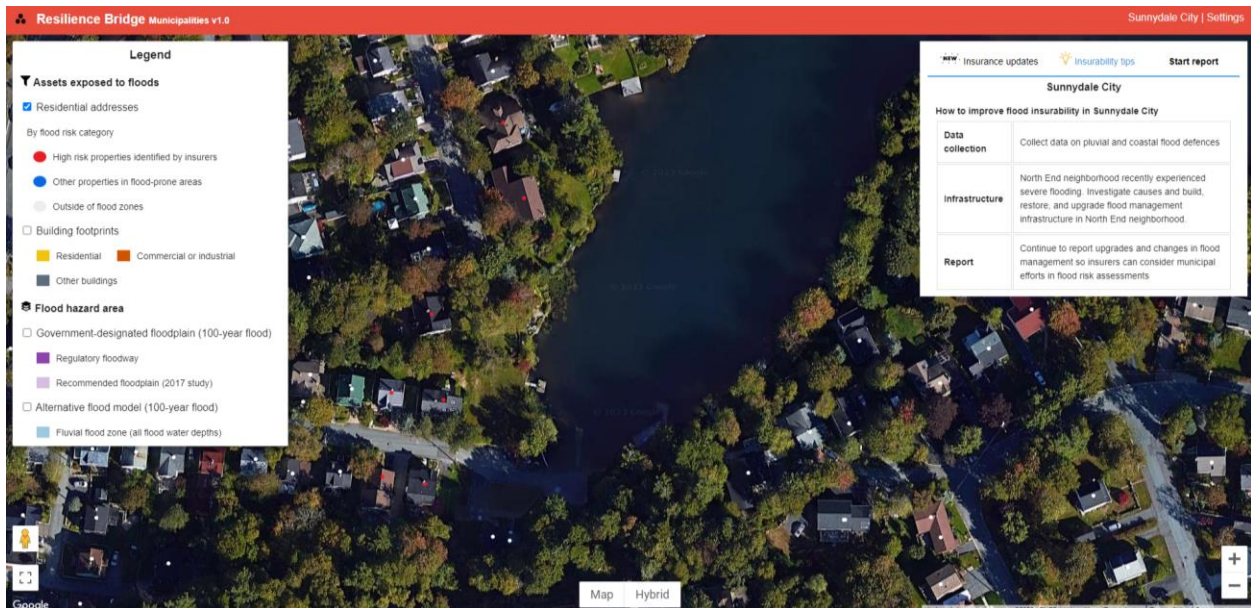 Resilience Bridge Municipalities v1.0
Sunnydale City | Settings
Legend
Assets exposed to floods
Residential addresses
By flood risk category
High risk properties identified by insurers
Other properties in flood-prone areas
Outside of flood zones
Building footprints
Residential
Commercial or industrial
Other buildings
Flood hazard area
Government-designated floodplain (100-year flood)
Regulatory floodway
Recommended floodplain (2017 study)
Alternative flood model (100-year flood)
Fluvial flood zone (all flood water depths)
NEW Insurance updates
Insurability tips
Start report
Sunnydale City
How to improve flood insurability in Sunnydale City
Data
collection
Collect data on pluvial and coastal flood defences
Infrastructure
North End neighborhood recently experienced
severe flooding. Investigate causes and build,
restore, and upgrade flood management
infrastructure in North End neighborhood.
Report
Continue to report upgrades and changes in flood
management so insurers can consider municipal
efforts in flood risk assessments
© 2023 Google
© 2023 Google
© 2023 Google
Map
Hybrid
+
−
Google